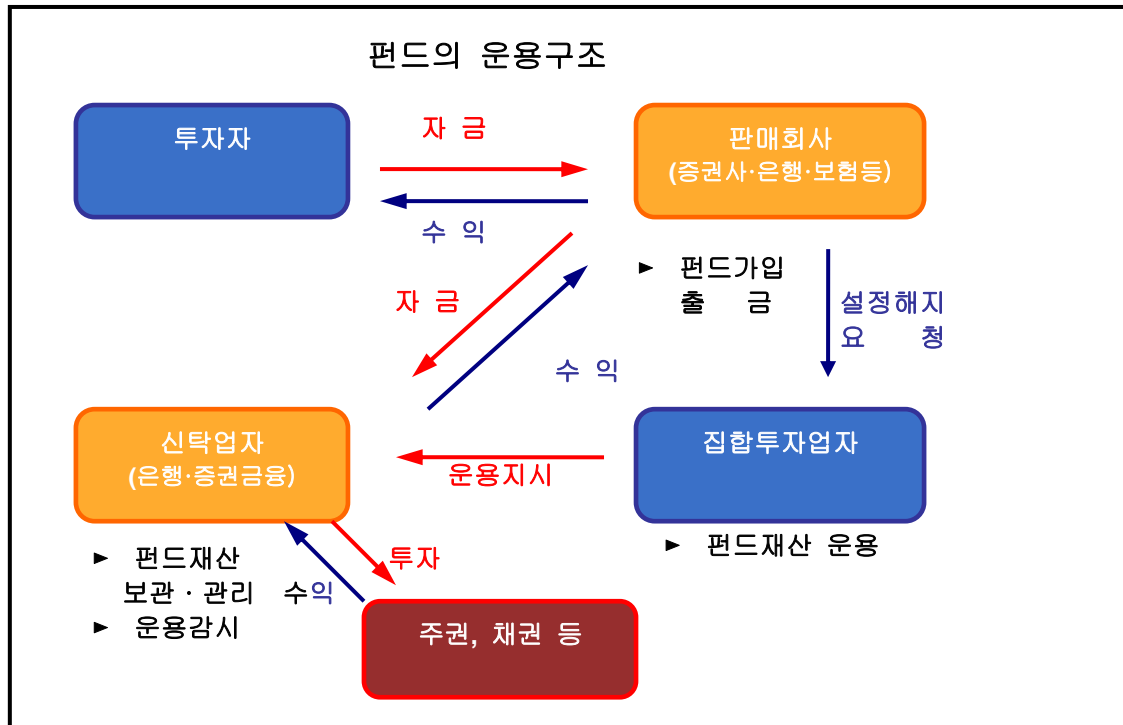 펀드의 운용구조
투자자
자 금
판매회사
(증권사·은행·보험등)
수 익
► 펀드가입
출 금
자 금
설정해지
요 청
수 익
신탁업자
(은행·증권금융)
집합투자업자
운용지시
► 펀드재산
보관 · 관리
► 운용감시
투자
수익
► 펀드재산 운용
주권, 채권 등